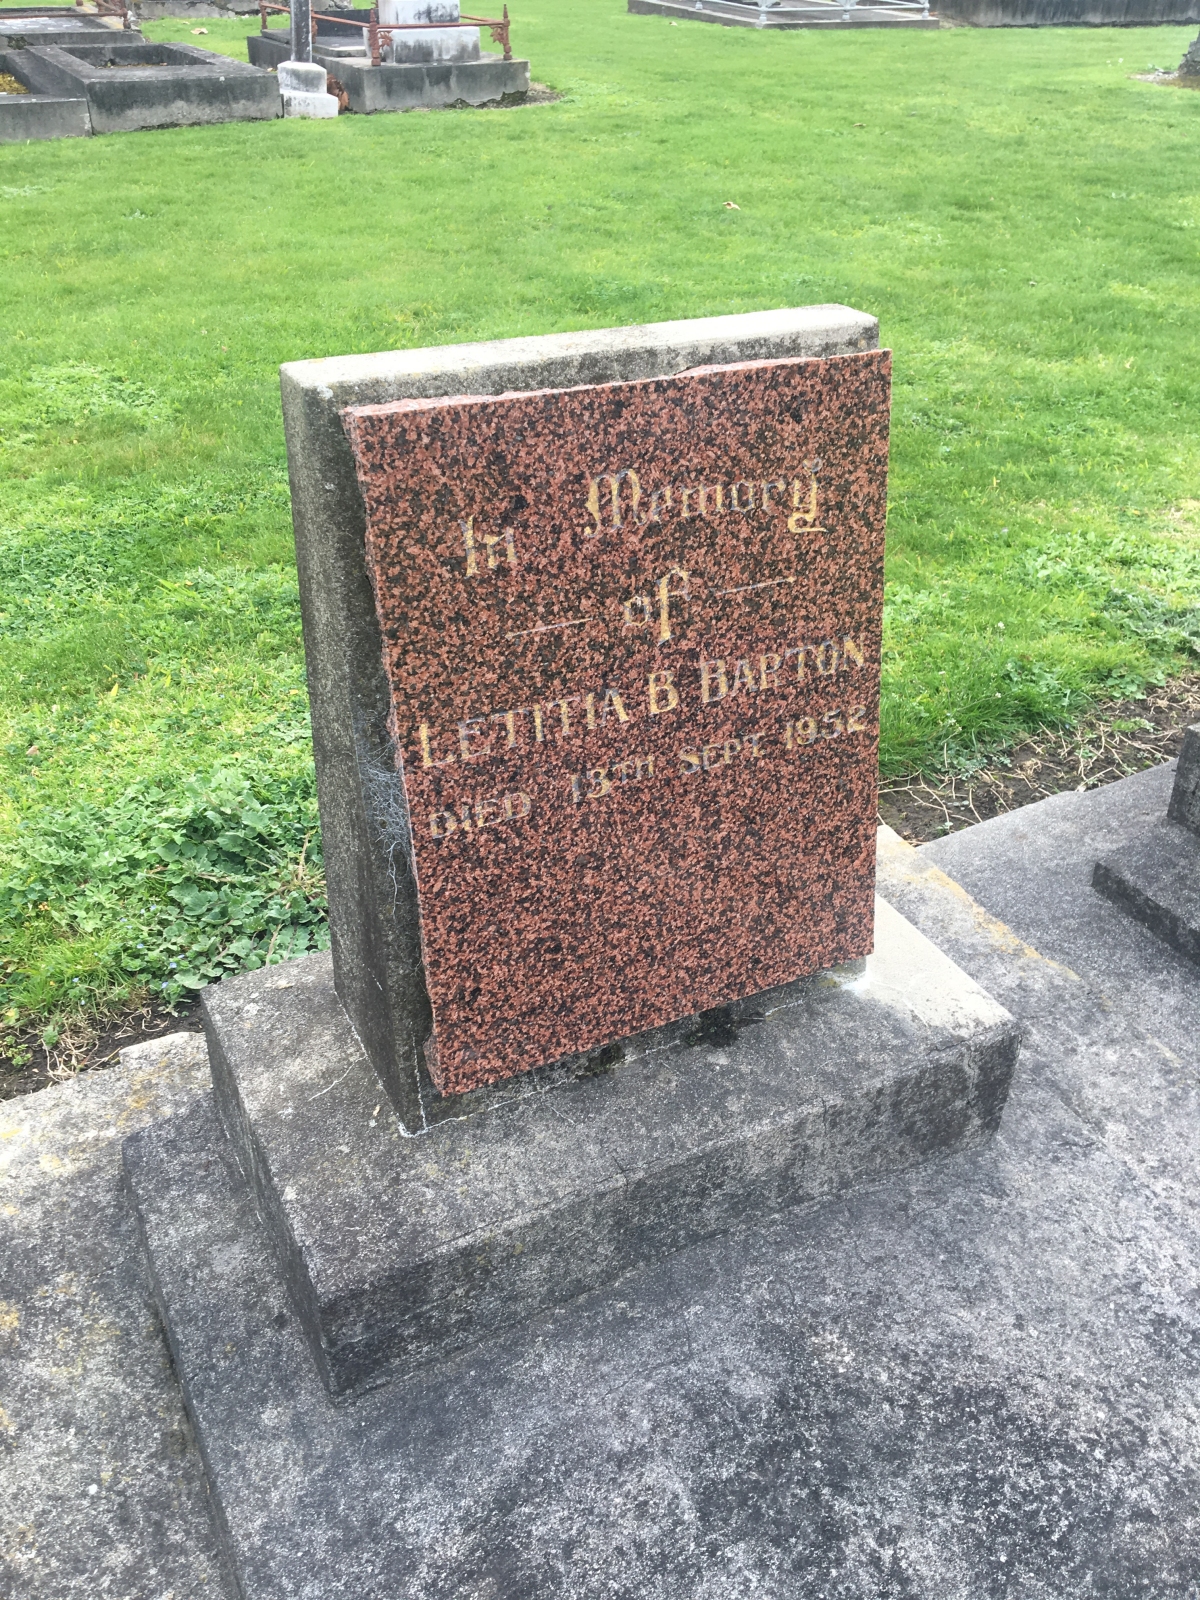 In Memory
of
LETITIA B BARTON
DIED 13TH SEPT 1952